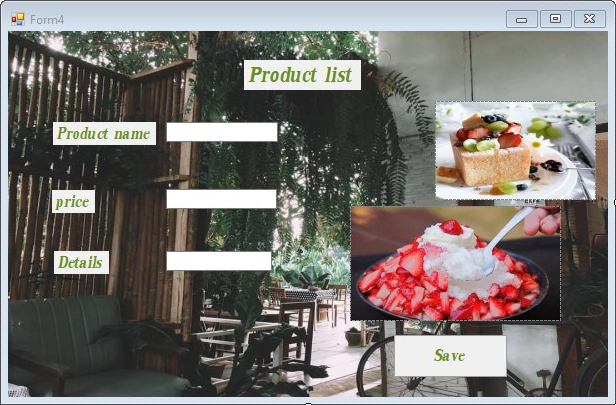 Form4
Product list
Product name
price
Details
Save